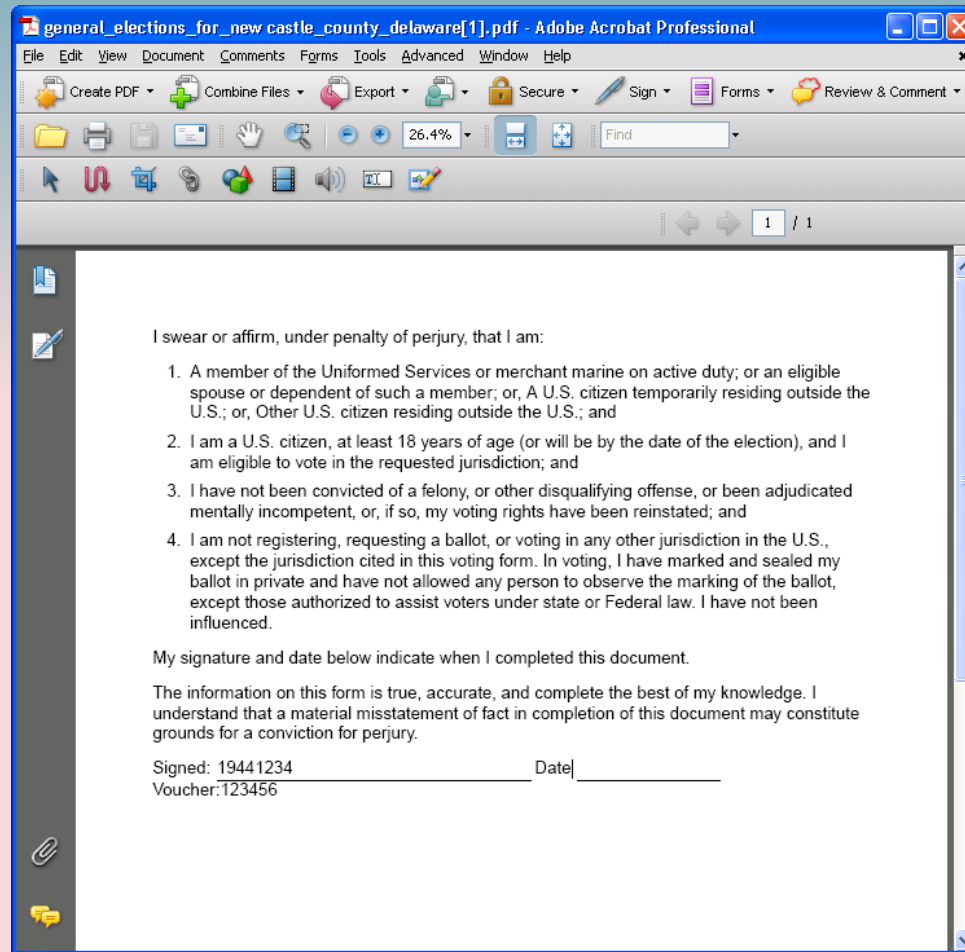 general_elections_for_new castle_county_delaware[1].pdf - Adobe Acrobat Professional
File Edit View Document Comments Forms Tools Advanced Window Help
Create PDF Combine Files Export Secure Sign Forms Review & Comment
26.4% Find
1 / 1
I swear or affirm, under penalty of perjury, that I am:
1. A member of the Uniformed Services or merchant marine on active duty; or an eligible
spouse or dependent of such a member; or, A U.S. citizen temporarily residing outside the
U.S.; or, Other U.S. citizen residing outside the U.S.; and
2. I am a U.S. citizen, at least 18 years of age (or will be by the date of the election), and I
am eligible to vote in the requested jurisdiction; and
3. I have not been convicted of a felony, or other disqualifying offense, or been adjudicated
mentally incompetent, or, if so, my voting rights have been reinstated; and
4. I am not registering, requesting a ballot, or voting in any other jurisdiction in the U.S.,
except the jurisdiction cited in this voting form. In voting, I have marked and sealed my
ballot in private and have not allowed any person to observe the marking of the ballot,
except those authorized to assist voters under state or Federal law. I have not been
influenced.
My signature and date below indicate when I completed this document.
The information on this form is true, accurate, and complete the best of my knowledge. I
understand that a material misstatement of fact in completion of this document may constitute
grounds for a conviction for perjury.
Signed: 19441234 Date
Voucher:123456